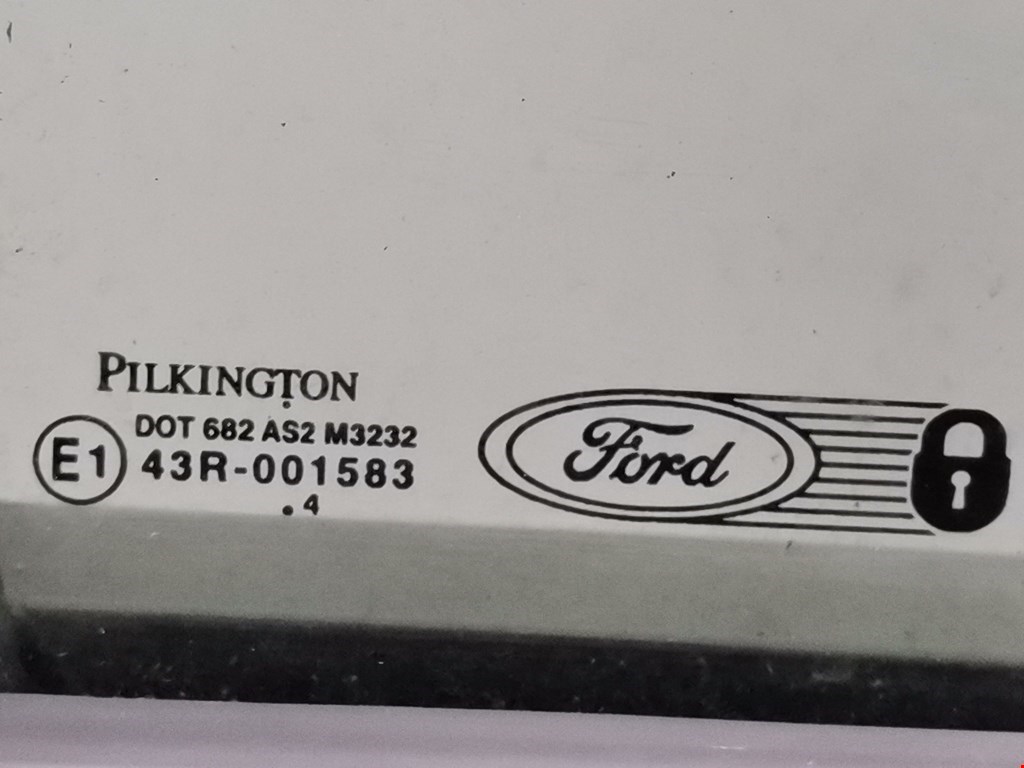 PILKINGTON
DOT 682 AS2 M3232
E1 43R-001583
.4
Ford